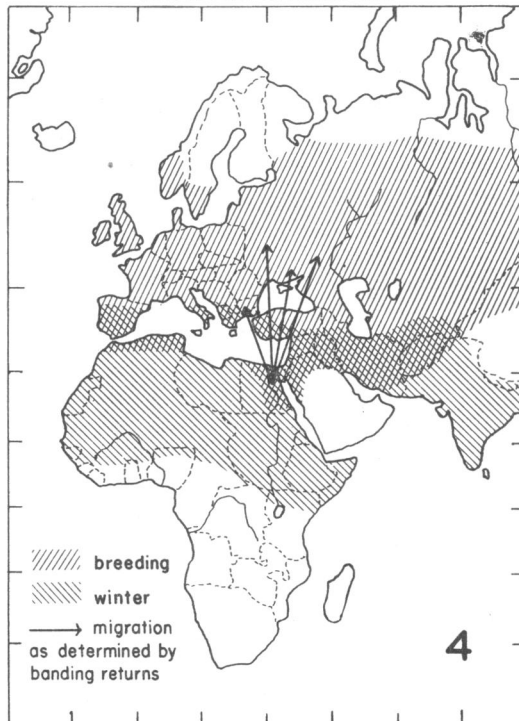 breeding
winter
migration
as determined by
banding returns
4